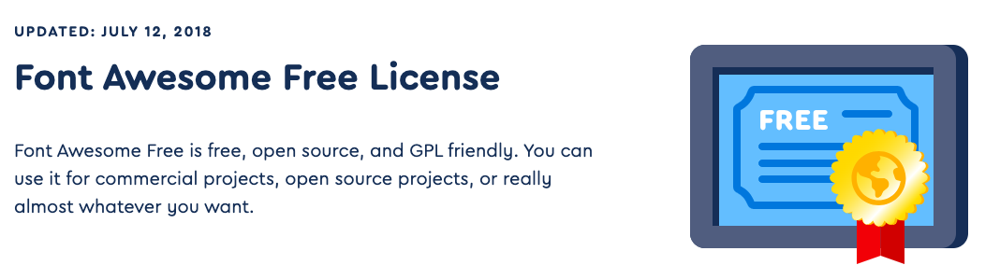 UPDATED: JULY 12, 2018
Font Awesome Free License
Font Awesome Free is free, open source, and GPL friendly. You can
use it for commercial projects, open source projects, or really
almost whatever you want.
FREE